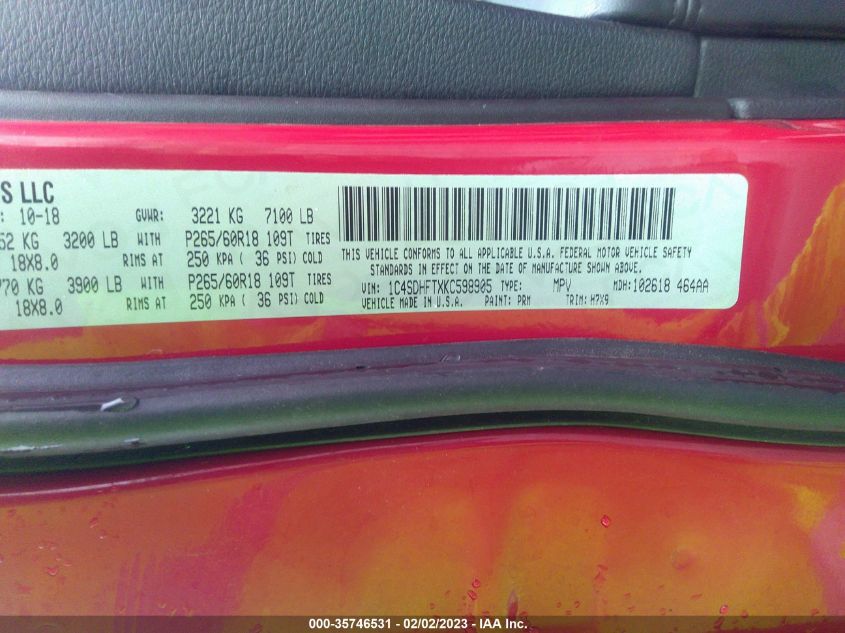 S LLC
: 10-18 GVWR: 3221 KG 7100 LB
52 KG 3200 LB WITH P265/60R18 109T TIRES
18X8.0 RIMS AT 250 KPA ( 36 PSI) COLD
770 KG 3900 LB WITH P265/60R18 109T TIRES
18X8.0 RIMS AT 250 KPA ( 36 PSI) COLD
THIS VEHICLE CONFORMS TO ALL APPLICABLE U.S.A. FEDERAL MOTOR VEHICLE SAFETY
STANDARDS IN EFFECT ON THE DATE OF MANUFACTURE SHOWN ABOVE.
VIN: 1C4SDHFTXKC598905 TYPE: MPV MDH: 102618 464AA
VEHICLE MADE IN U.S.A. PAINT: PRM TRIM: H7X9
000-35746531 - 02/02/2023 - IAA Inc.